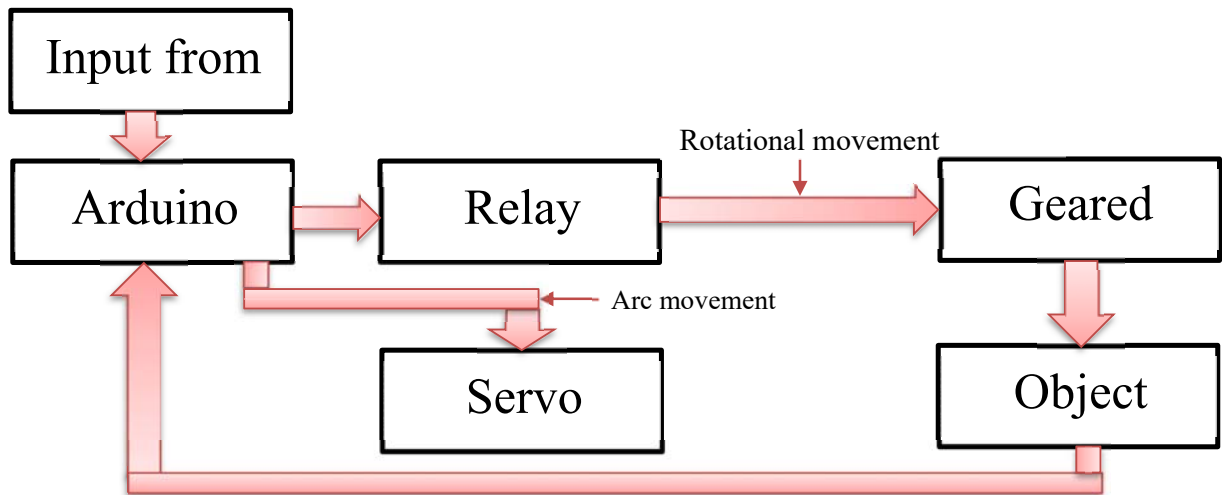 Input from
Rotational movement
Arduino
Relay
Geared
Arc movement
Servo
Object